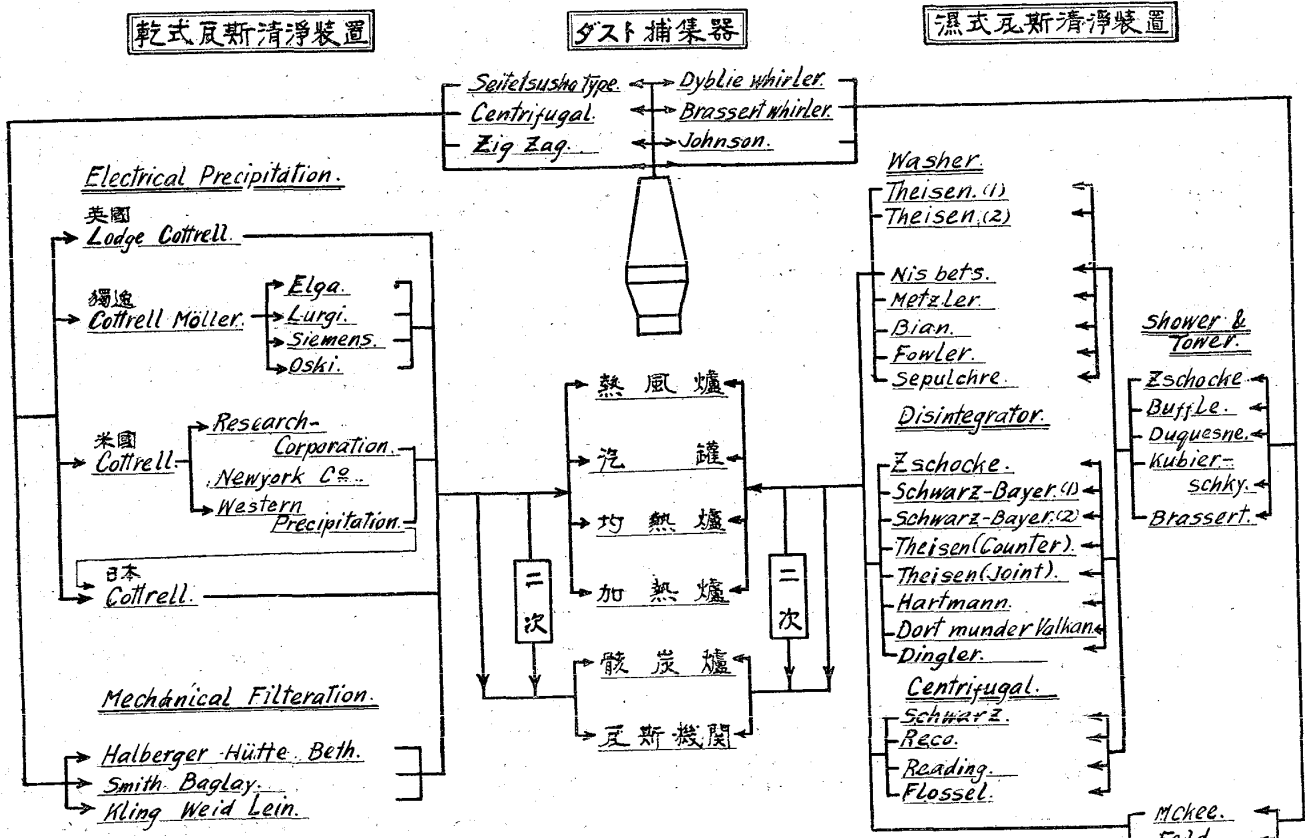 乾式瓦斯清淨裝置
ダスト捕集器
濕式瓦斯清淨裝置
Seitetsusha Type.
Centrifugal.
Zig Zag.
Dyblie whirler.
Brassert whirler.
Johnson.
Electrical Precipitation.
英國
Lodge Cottrell.
獨逸
Cottrell Möller.
Elga.
Lurgi.
Siemens.
Oski.
米國
Cottrell.
Research-
Corporation.
Newyork Co.
Western
Precipitation.
日本
Cottrell.
Mechanical Filteration.
Halberger Hütte Beth.
Smith Baglay.
Kling Weid Lein.
熱風爐
汽罐
均熱爐
加熱爐
骸炭爐
瓦斯機関
二次
二次
Washer.
Theisen.(1)
Theisen.(2)
Nisbets.
Metzler.
Bian.
Fowler.
Sepulchre.
Disintegrator.
Zschocke.
Schwarz-Bayer.(1)
Schwarz-Bayer.(2)
Theisen(Counter).
Theisen(Joint).
Hartmann.
Dortmunder Valkan.
Dingler.
Centrifugal.
Schwarz.
Reco.
Reading.
Flossel.
Shower &
Tower.
Zschocke
Buffle.
Duquesne.
Kubier-
schky.
Brassert.
McKee.
Feld